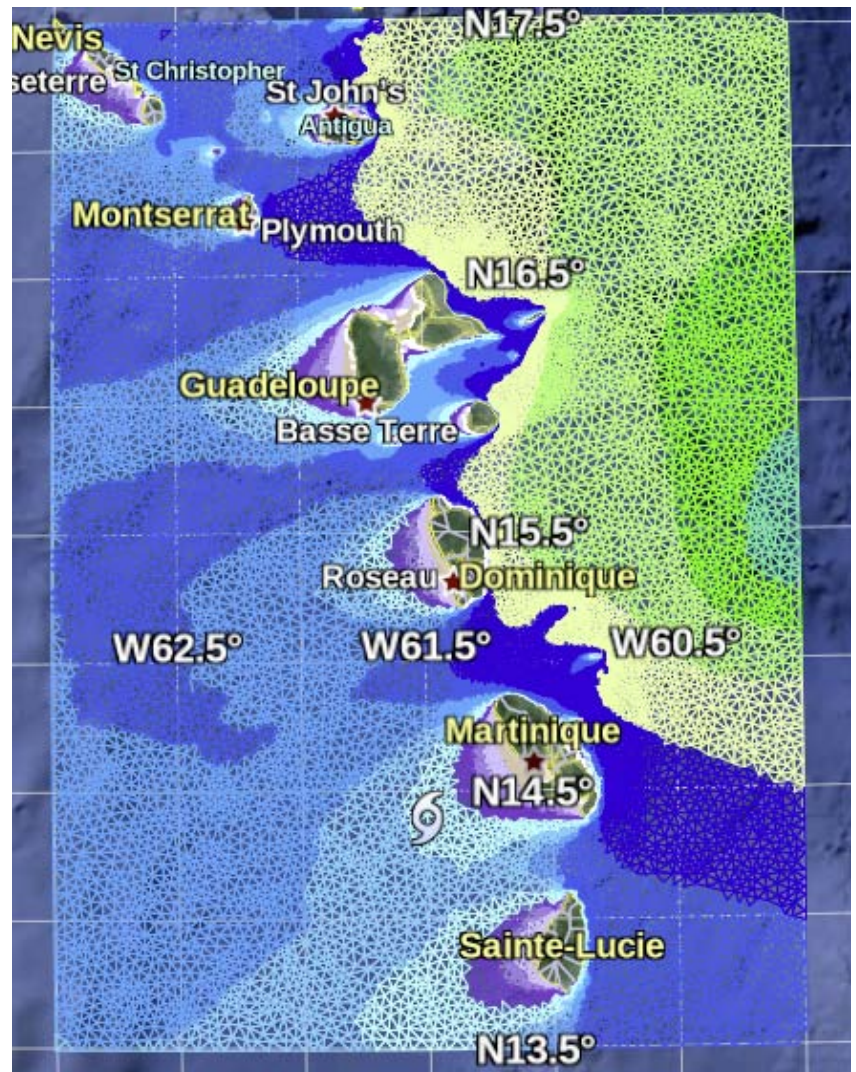 N17.5°
Nevis
St Christopher
seterre
St John's
Antigua
Montserrat
Plymouth
N16.5°
Guadeloupe
Basse Terre
N15.5°
Roseau
Dominique
W62.5°
W61.5°
W60.5°
Martinique
N14.5°
Sainte-Lucie
N13.5°